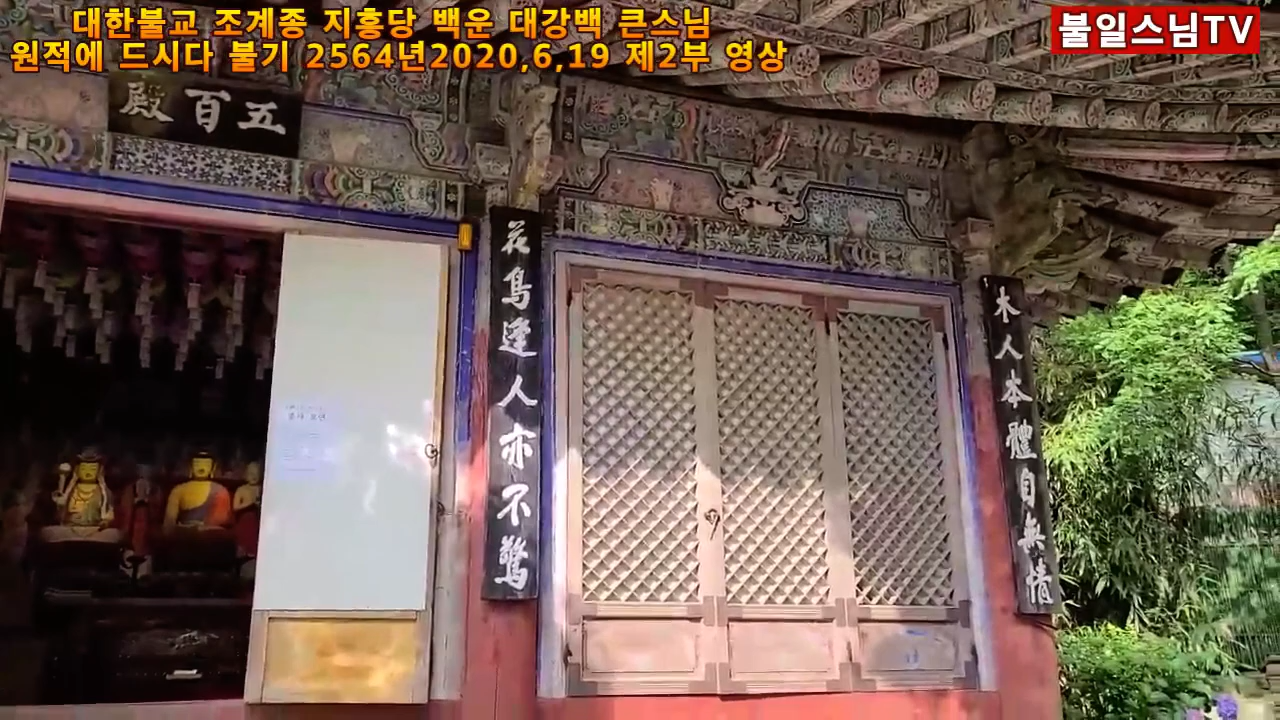 대한불교 조계종 지흥당 백운 대강백 큰스님
원적에 드시다 불기 2564년2020,6,19 제2부 영상
불일스님TV
殿百五
花鳥逢人亦不驚
木人本體自無情